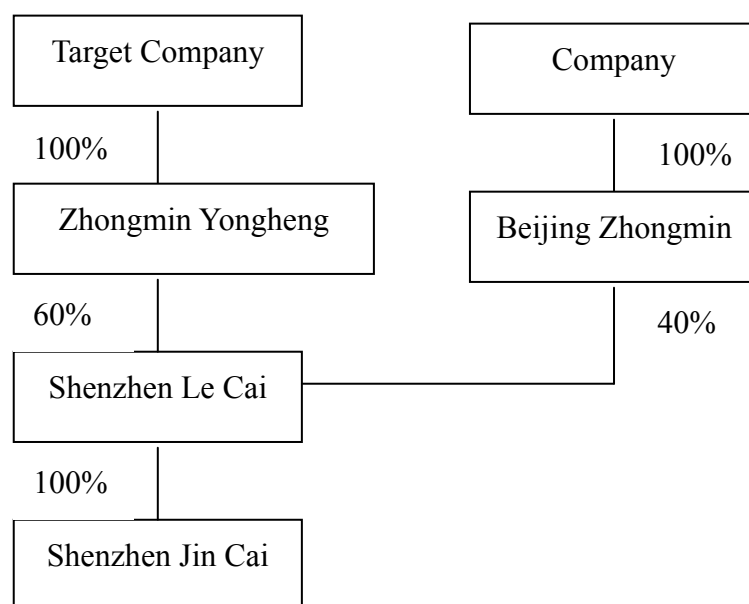 Target Company
Company
100%
100%
Zhongmin Yongheng
Beijing Zhongmin
60%
40%
Shenzhen Le Cai
100%
Shenzhen Jin Cai